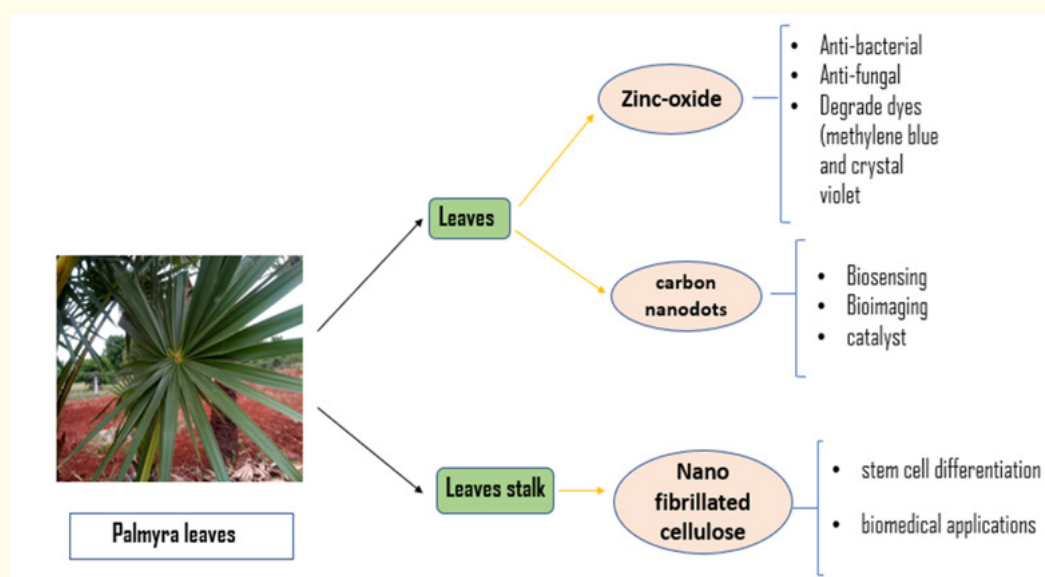 Zinc-oxide
• Anti-bacterial
• Anti-fungal
• Degrade dyes
(methylene blue
and crystal
violet
Leaves
carbon
nanodots
• Biosensing
• Bioimaging
• catalyst
Leaves stalk
Nano
fibrillated
cellulose
• stem cell differentiation
• biomedical applications
Palmyra leaves